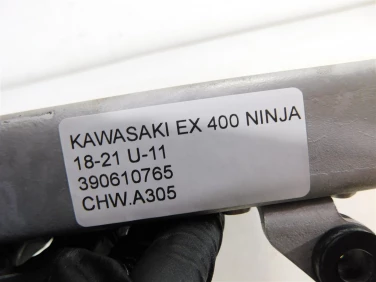 KAWASAKI EX 400 NINJA
18-21 U-11
390610765
CHW.A305